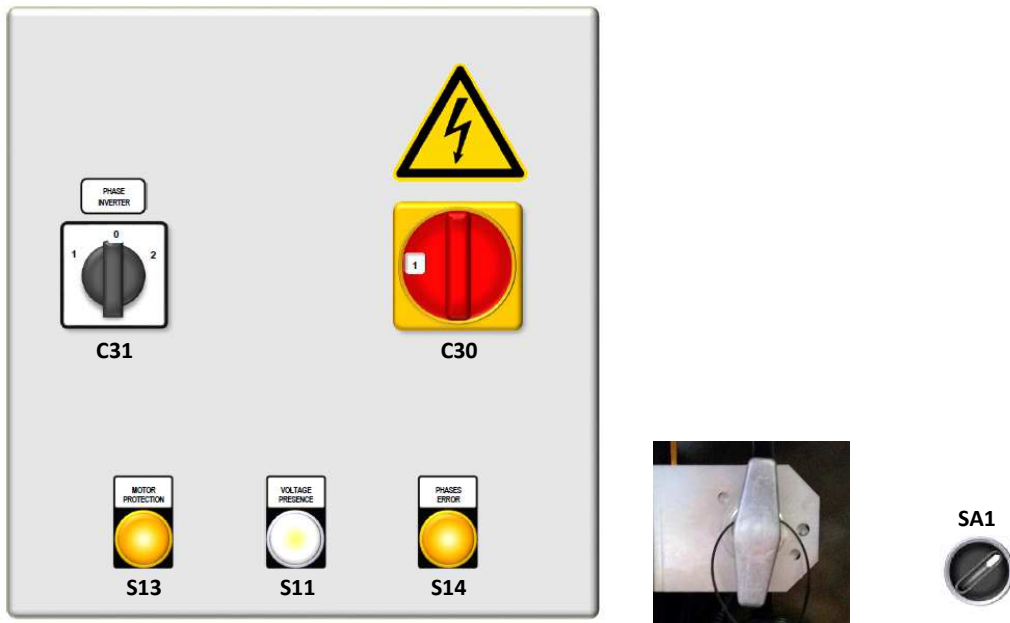 PHASE
INVERTER
0
1 2
1
C31 C30
MOTOR
PROTECTION
VOLTAGE
PRESENCE
PHASES
ERROR
S13 S11 S14
SA1